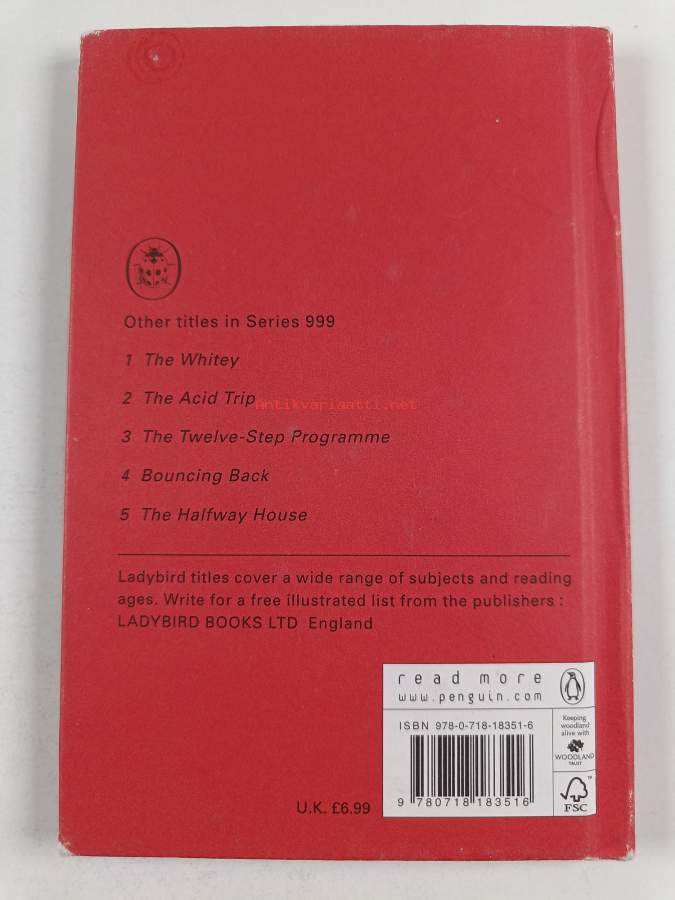 Other titles in Series 999
1 The Whitey
2 The Acid Trip
Antikvariaatti.net
3 The Twelve-Step Programme
4 Bouncing Back
5 The Halfway House
Ladybird titles cover a wide range of subjects and reading
ages. Write for a free illustrated list from the publishers :
LADYBIRD BOOKS LTD England
read more
www.penguin.com
ISBN 978-0-718-18351-6
9 780718 183516
U.K. £6.99
Keeping
woodland
alive with
WOODLAND
TRUST
™
FSC